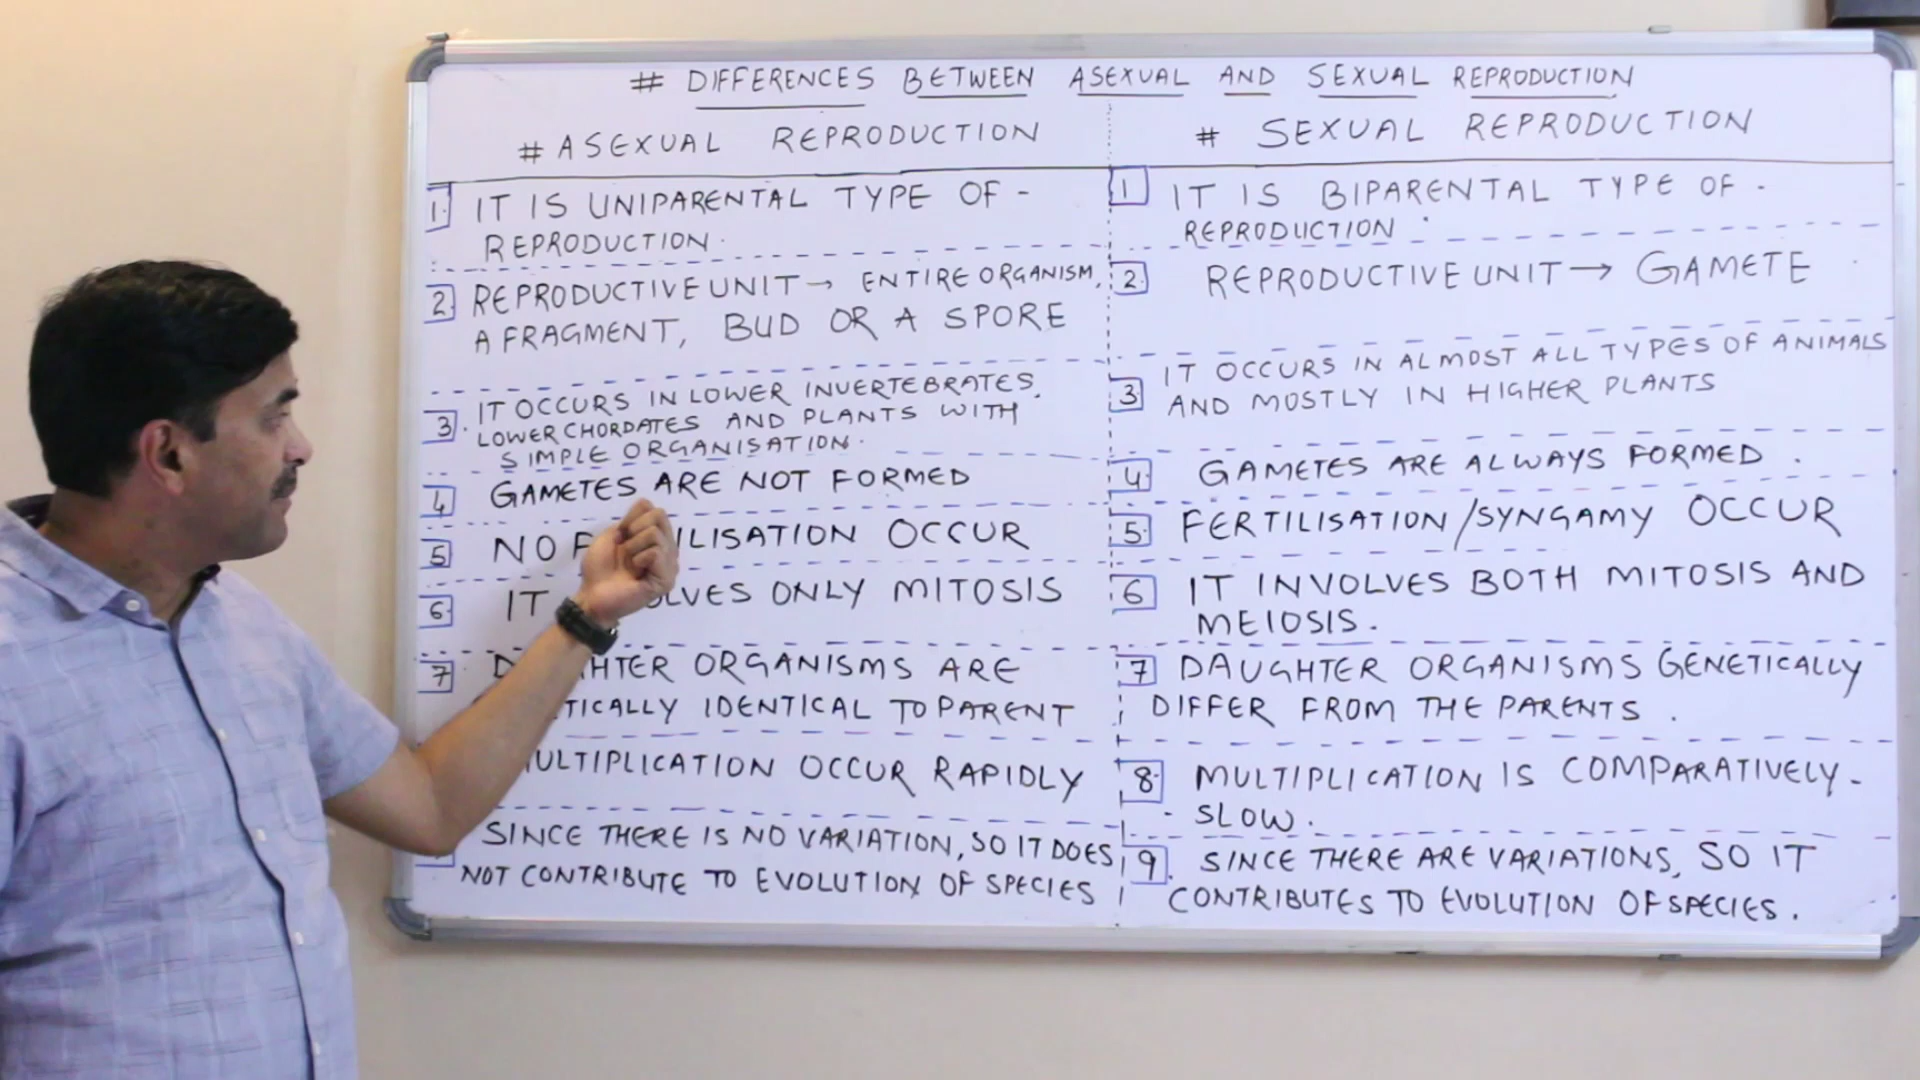 # DIFFERENCES BETWEEN ASEXUAL AND SEXUAL REPRODUCTION
# ASEXUAL REPRODUCTION
1. IT IS UNIPARENTAL TYPE OF -
REPRODUCTION.
2. REPRODUCTIVE UNIT → ENTIRE ORGANISM,
A FRAGMENT, BUD OR A SPORE
3. IT OCCURS IN LOWER INVERTEBRATES.
LOWER CHORDATES AND PLANTS WITH
SIMPLE ORGANISATION.
4 GAMETES ARE NOT FORMED
5 NO OCCUR
6. IT ONLY MITOSIS
7. ORGANISMS ARE
IDENTICAL TO PARENT
OCCUR RAPIDLY
SINCE THERE IS NO VARIATION, SO IT DOES
NOT CONTRIBUTE TO EVOLUTION OF SPECIES
# SEXUAL REPRODUCTION
1 IT IS BIPARENTAL TYPE OF -
REPRODUCTION.
2. REPRODUCTIVE UNIT → GAMETE
3. IT OCCURS IN ALMOST ALL TYPES OF ANIMALS
AND MOSTLY IN HIGHER PLANTS
4. GAMETES ARE ALWAYS FORMED.
5. FERTILISATION/SYNGAMY OCCUR
6 IT INVOLVES BOTH MITOSIS AND
MEIOSIS.
7 DAUGHTER ORGANISMS GENETICALLY
DIFFER FROM THE PARENTS.
8. MULTIPLICATION IS COMPARATIVELY-
SLOW.
9. SINCE THERE ARE VARIATIONS, SO IT
CONTRIBUTES TO EVOLUTION OF SPECIES.